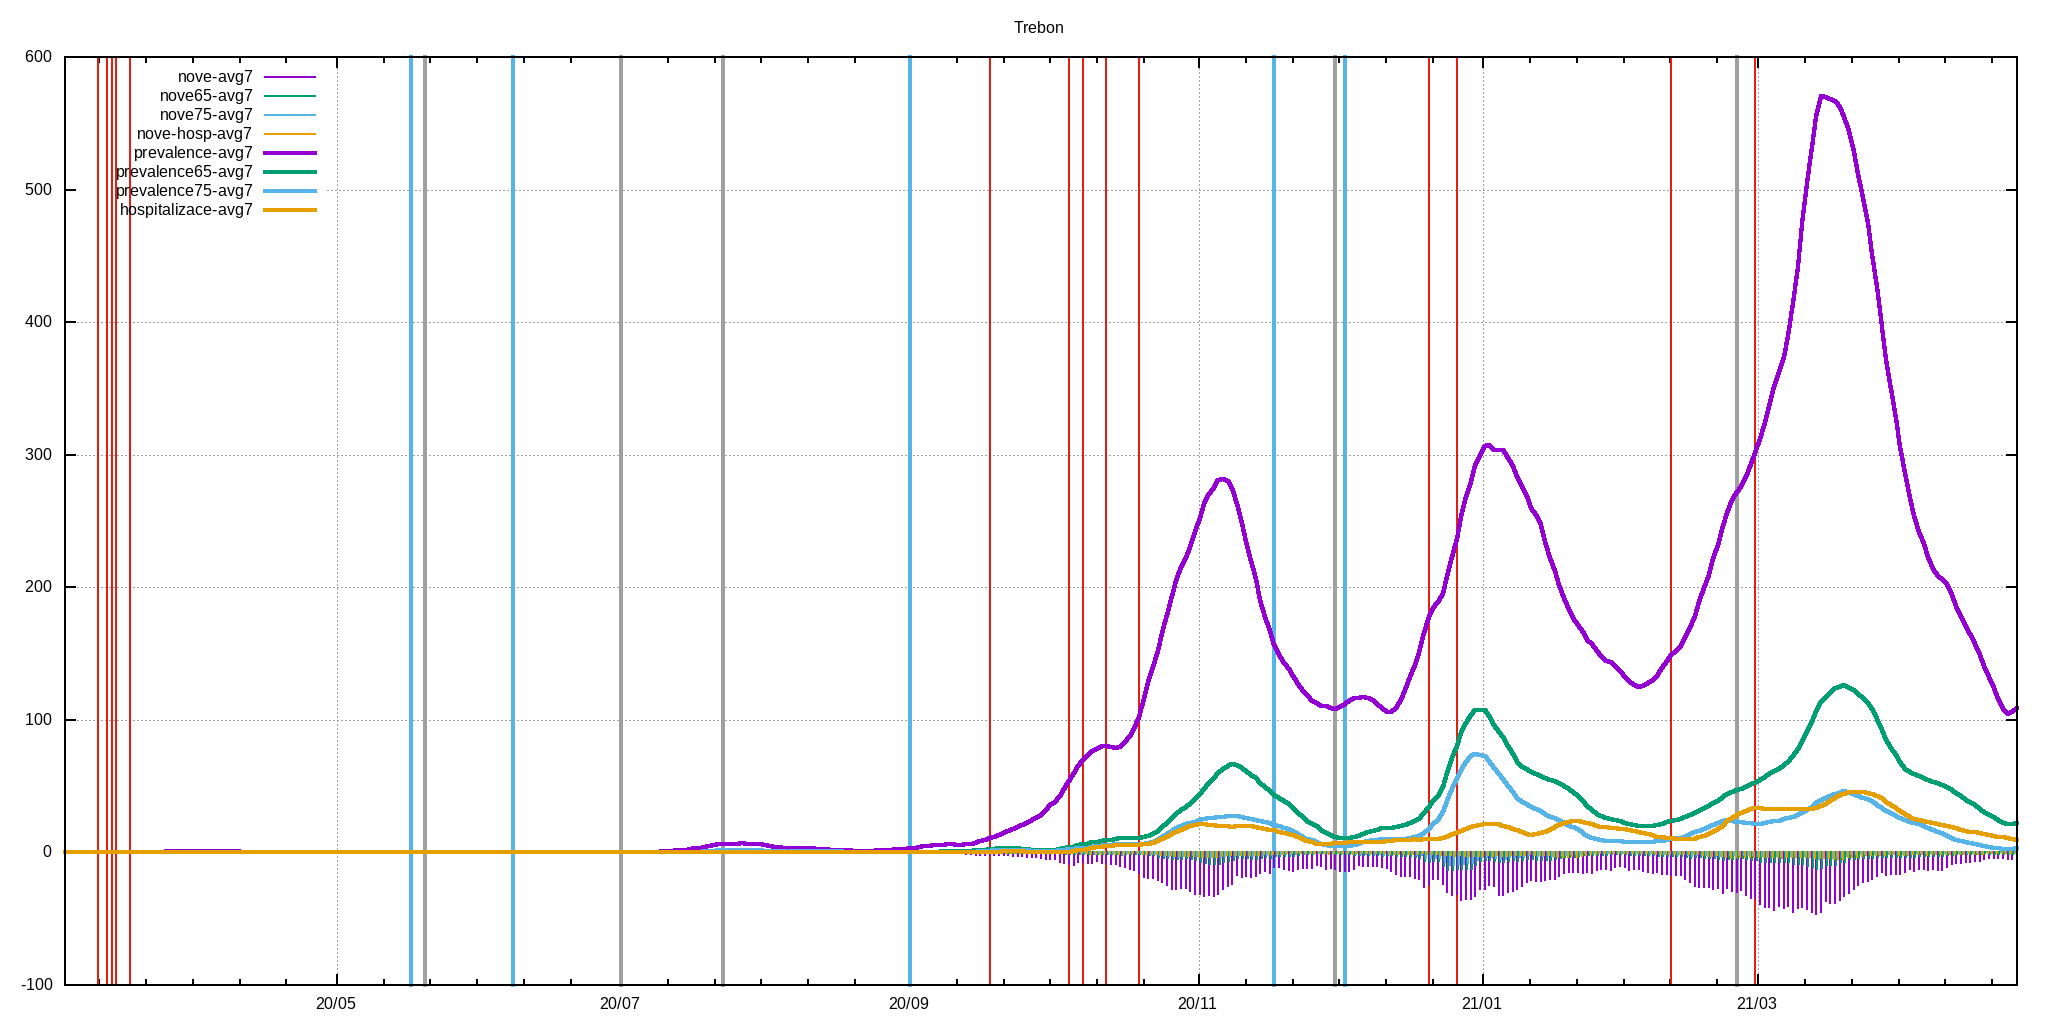 Trebon
600
500
400
300
200
100
0
-100
nove-avg7
nove65-avg7
nove75-avg7
nove-hosp-avg7
prevalence-avg7
prevalence65-avg7
prevalence75-avg7
hospitalizace-avg7
20/05
20/07
20/09
20/11
21/01
21/03